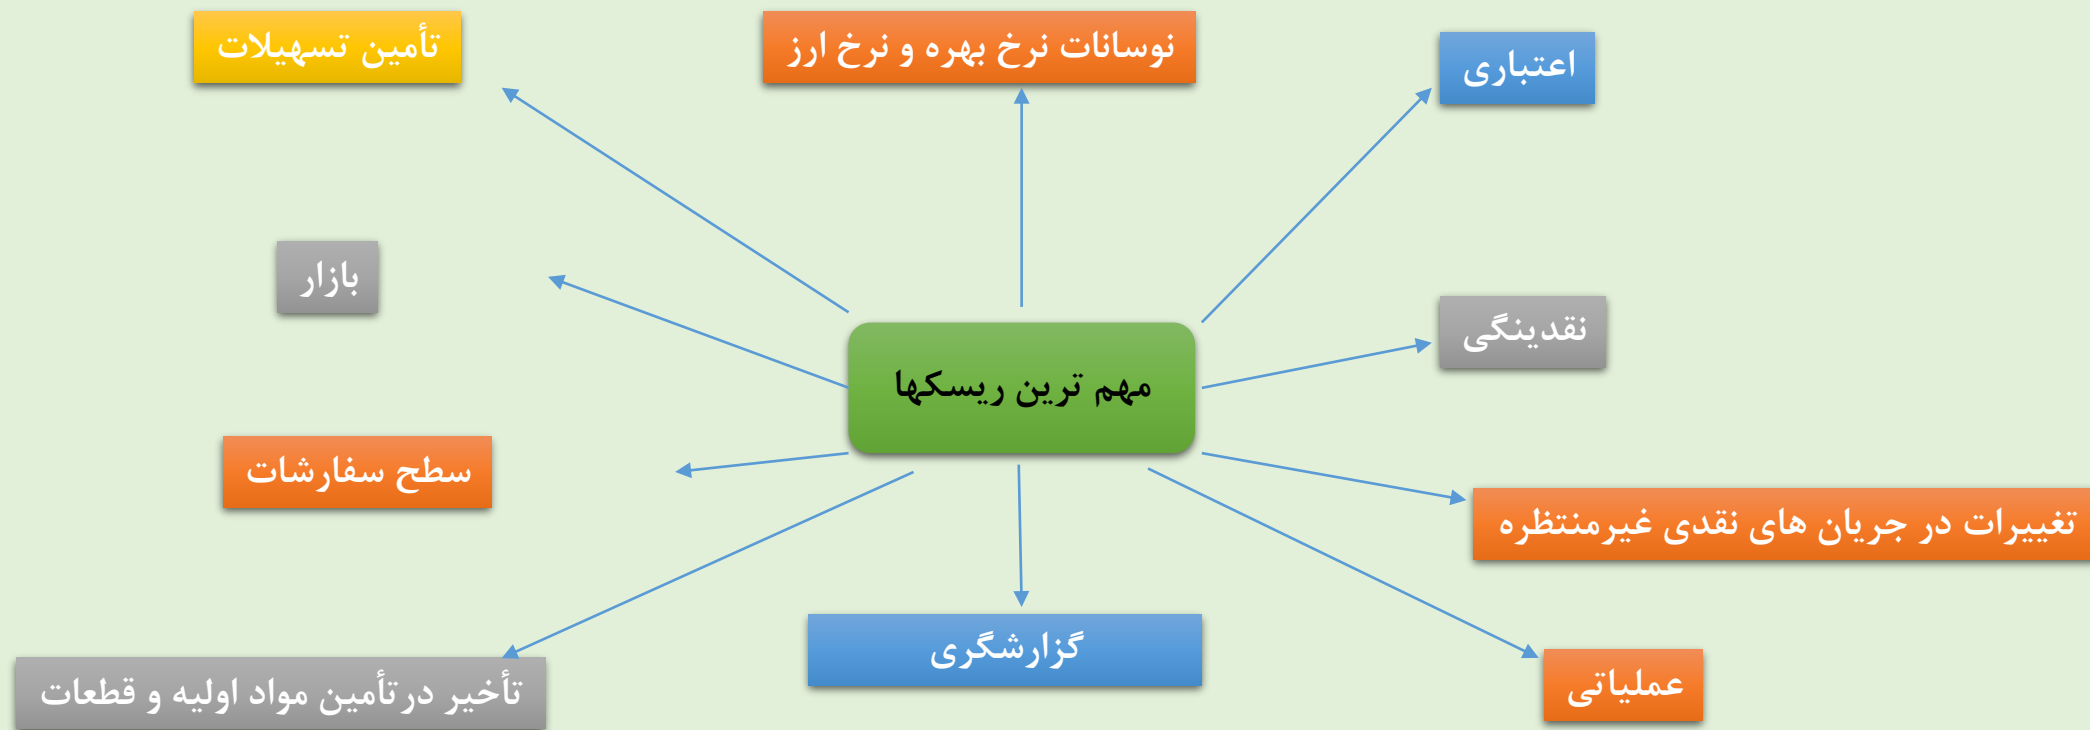 اعتباری
نوسانات نرخ بهره و نرخ ارز
تأمین تسهیلات
نقدینگی
بازار
مهم ترین ریسکها
تغییرات در جریان های نقدی غیرمنتظره
سطح سفارشات
عملیاتی
گزارشگری
تأخیر درتأمین مواد اولیه و قطعات